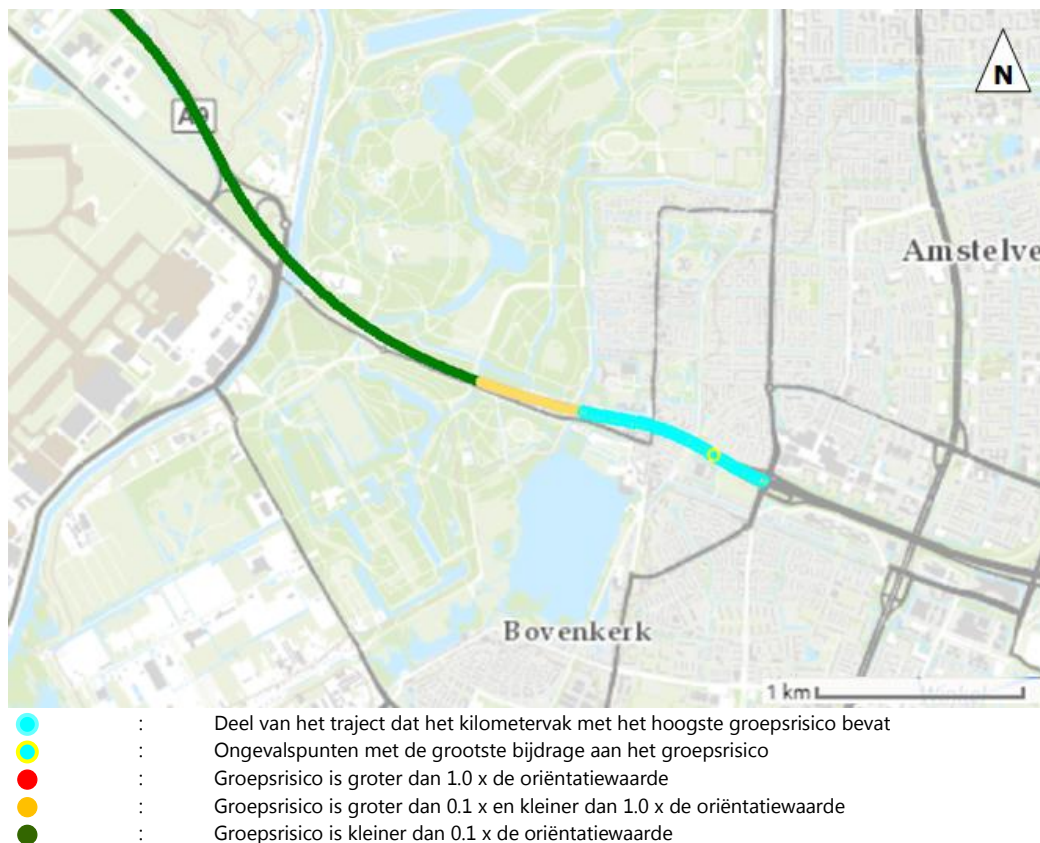 N
A9
Amstelve
Bovenkerk
1 km
: Deel van het traject dat het kilometervak met het hoogste groepsrisico bevat
: Ongevalspunten met de grootste bijdrage aan het groepsrisico
: Groepsrisico is groter dan 1.0 x de oriëntatiewaarde
: Groepsrisico is groter dan 0.1 x en kleiner dan 1.0 x de oriëntatiewaarde
: Groepsrisico is kleiner dan 0.1 x de oriëntatiewaarde